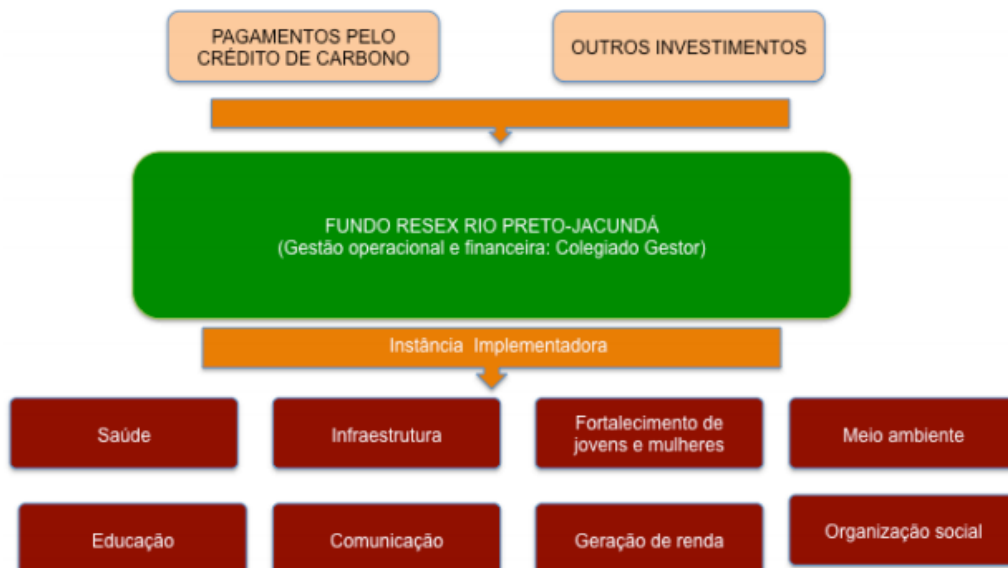 PAGAMENTOS PELO
CRÉDITO DE CARBONO
OUTROS INVESTIMENTOS
FUNDO RESEX RIO PRETO-JACUNDÁ
(Gestão operacional e financeira: Colegiado Gestor)
Instância Implementadora
Saúde
Infraestrutura
Fortalecimento de
jovens e mulheres
Meio ambiente
Educação
Comunicação
Geração de renda
Organização social